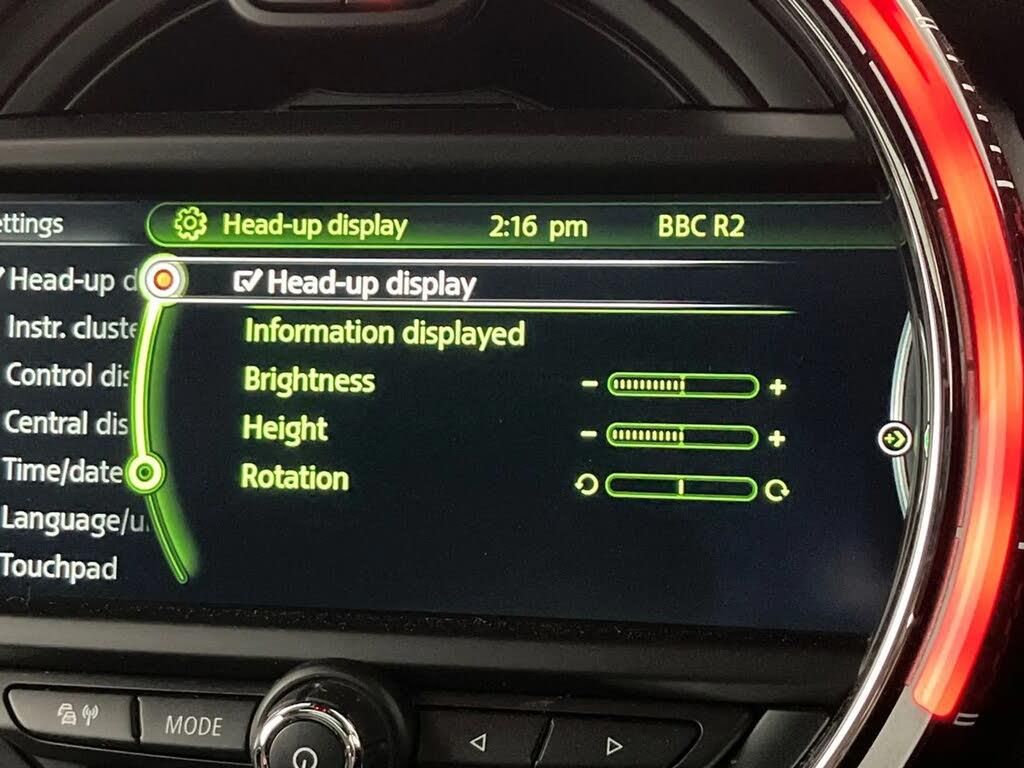 ettings
Head-up display 2:16 pm BBC R2
Head-up d
Head-up display
Instr. cluste
Information displayed
Control dis
Brightness - +
Central dis
Height - +
Time/date
Rotation
Language/u
Touchpad
MODE